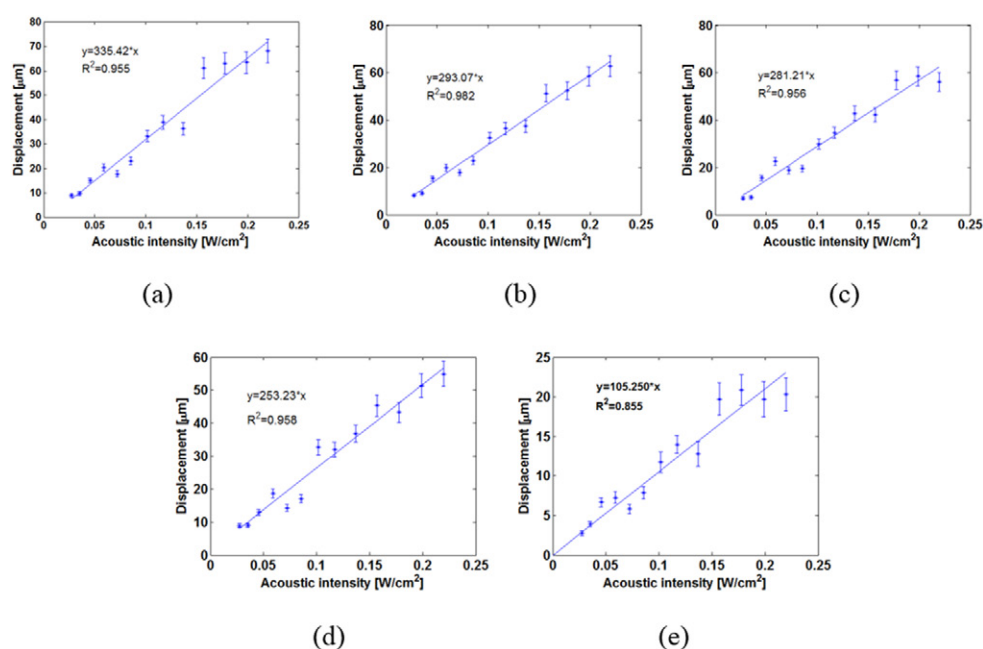 80
70
60
50
40
30
20
10
0
Displacement [µm]
y=335.42*x
R²=0.955
0 0.05 0.1 0.15 0.2 0.25
Acoustic intensity [W/cm²]
(a)
80
60
40
20
0
Displacement [µm]
y=293.07*x
R²=0.982
0 0.05 0.1 0.15 0.2 0.25
Acoustic intensity [W/cm²]
(b)
80
60
40
20
0
Displacement [µm]
y=281.21*x
R²=0.956
0 0.05 0.1 0.15 0.2 0.25
Acoustic intensity [W/cm²]
(c)
60
50
40
30
20
10
0
Displacement [µm]
y=253.23*x
R²=0.958
0 0.05 0.1 0.15 0.2 0.25
Acoustic intensity [W/cm²]
(d)
25
20
15
10
5
0
Displacement [µm]
y=105.250*x
R²=0.855
0 0.05 0.1 0.15 0.2 0.25
Acoustic intensity [W/cm²]
(e)